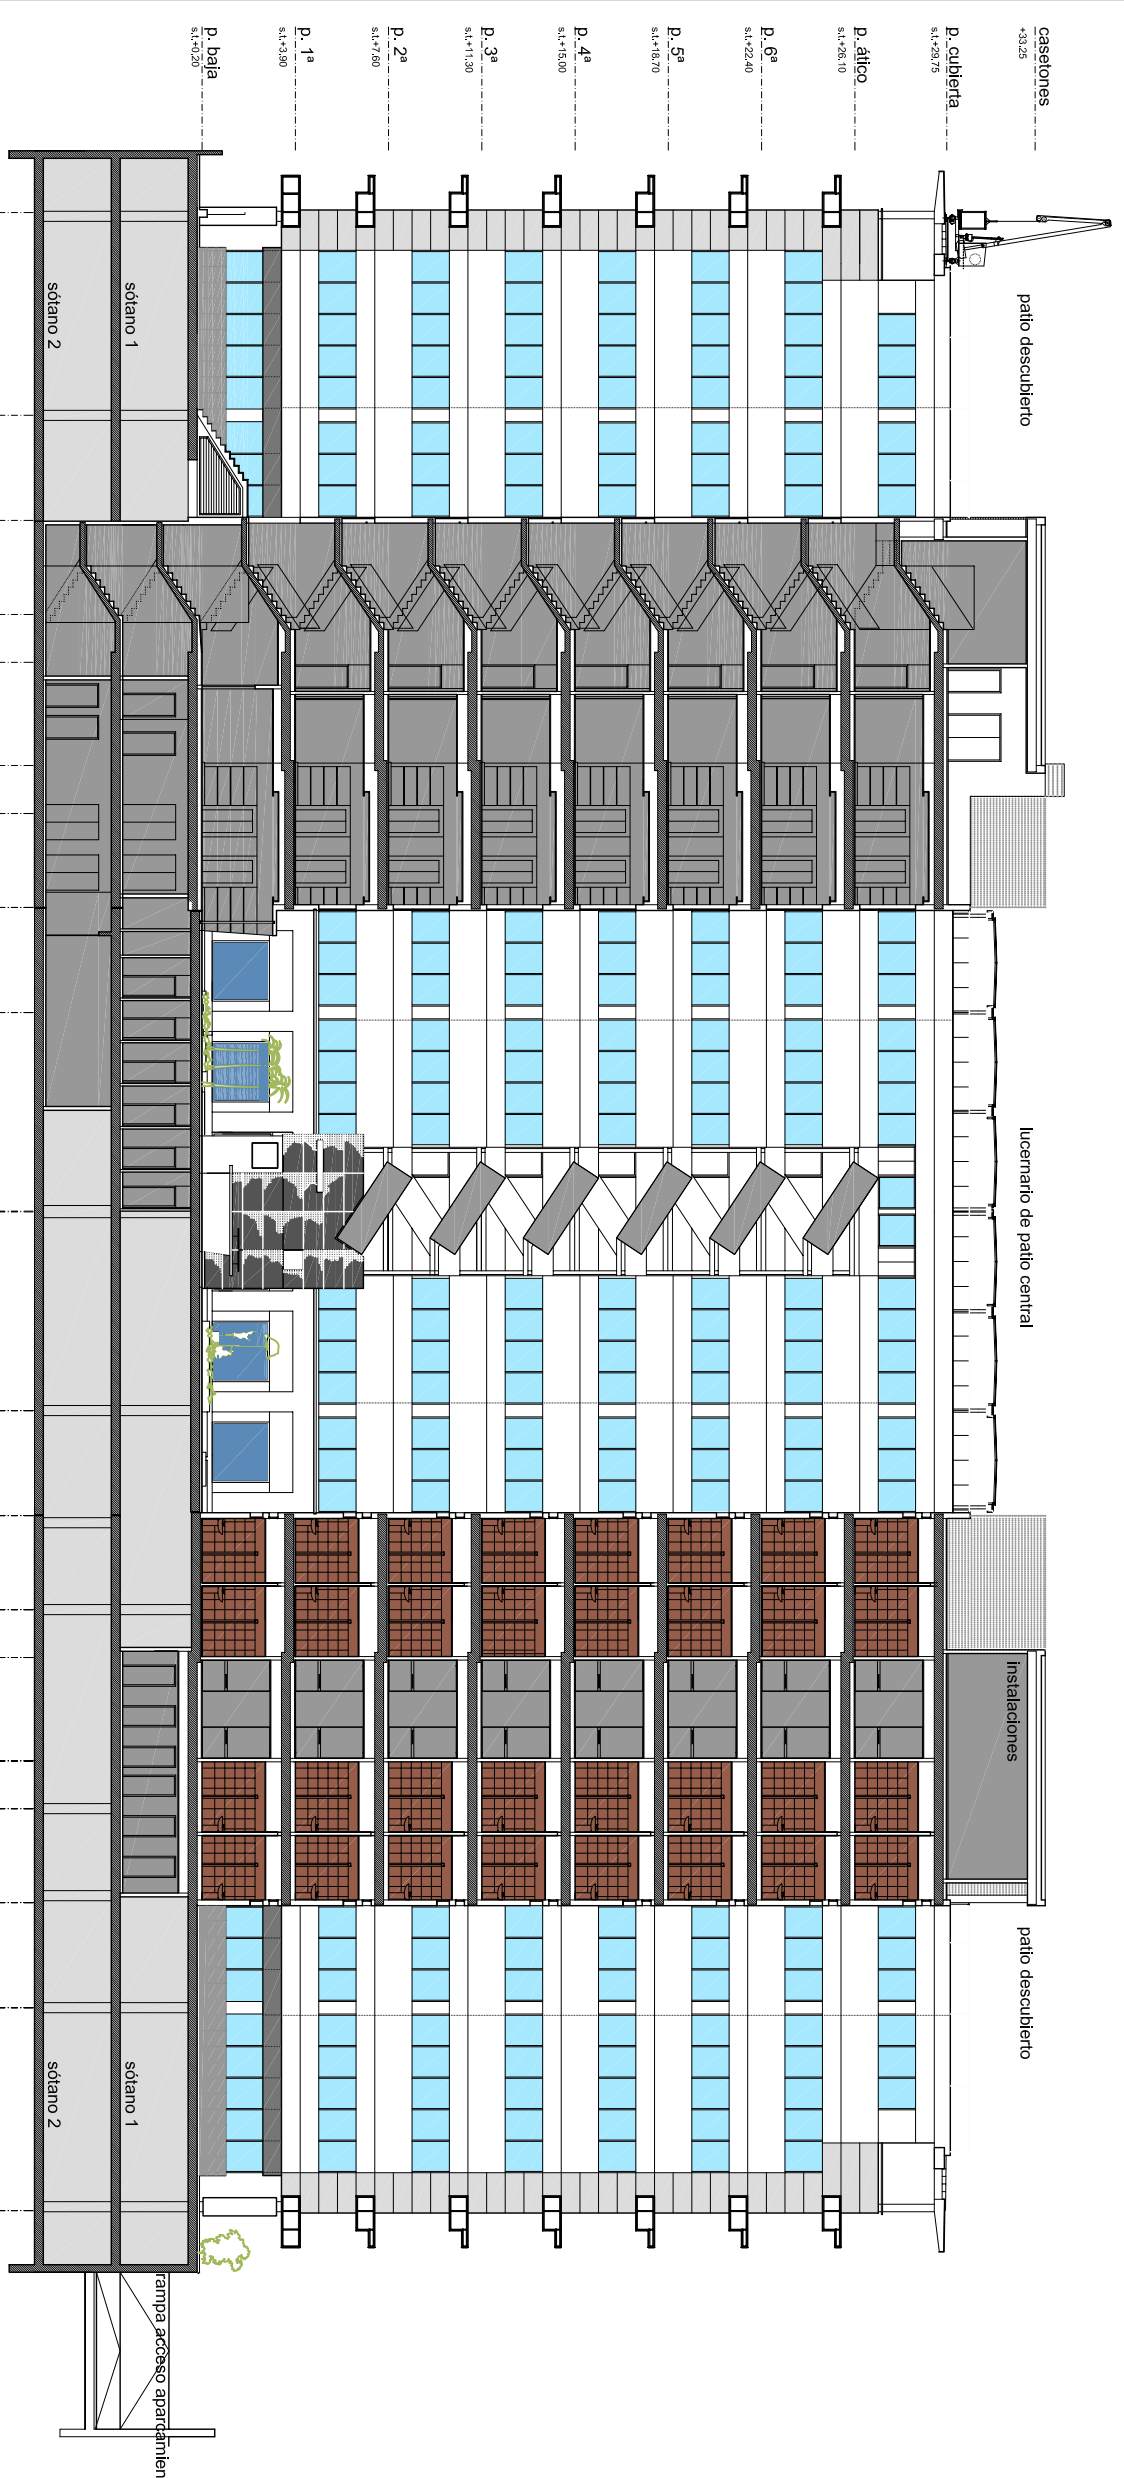 casetones
+33.25
p. cubierta
s.t.+29.75
p. ático
s.t.+26.10
p. 6ª
s.t.+22.40
p. 5ª
s.t.+18.70
p. 4ª
s.t.+15.00
p. 3ª
s.t.+11.30
p. 2ª
s.t.+7.60
p. 1ª
s.t.+3.90
p. baja
s.t.+0.20
patio descubierto
lucernario de patio central
instalaciones
patio descubierto
sótano 1
sótano 2
sótano 1
sótano 2
rampa acceso aparcamien